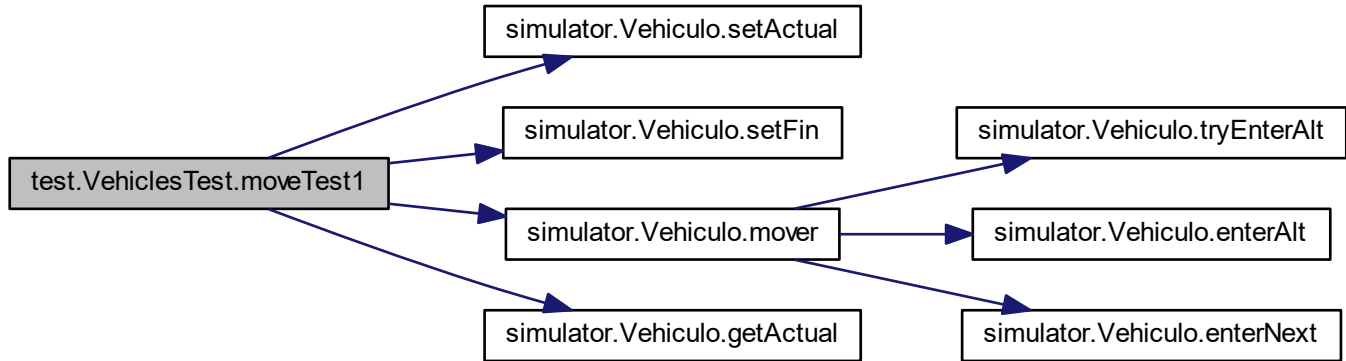 simulator.Vehiculo.setActual
simulator.Vehiculo.setFin
simulator.Vehiculo.tryEnterAlt
test.VehiclesTest.moveTest1
simulator.Vehiculo.mover
simulator.Vehiculo.enterAlt
simulator.Vehiculo.getActual
simulator.Vehiculo.enterNext